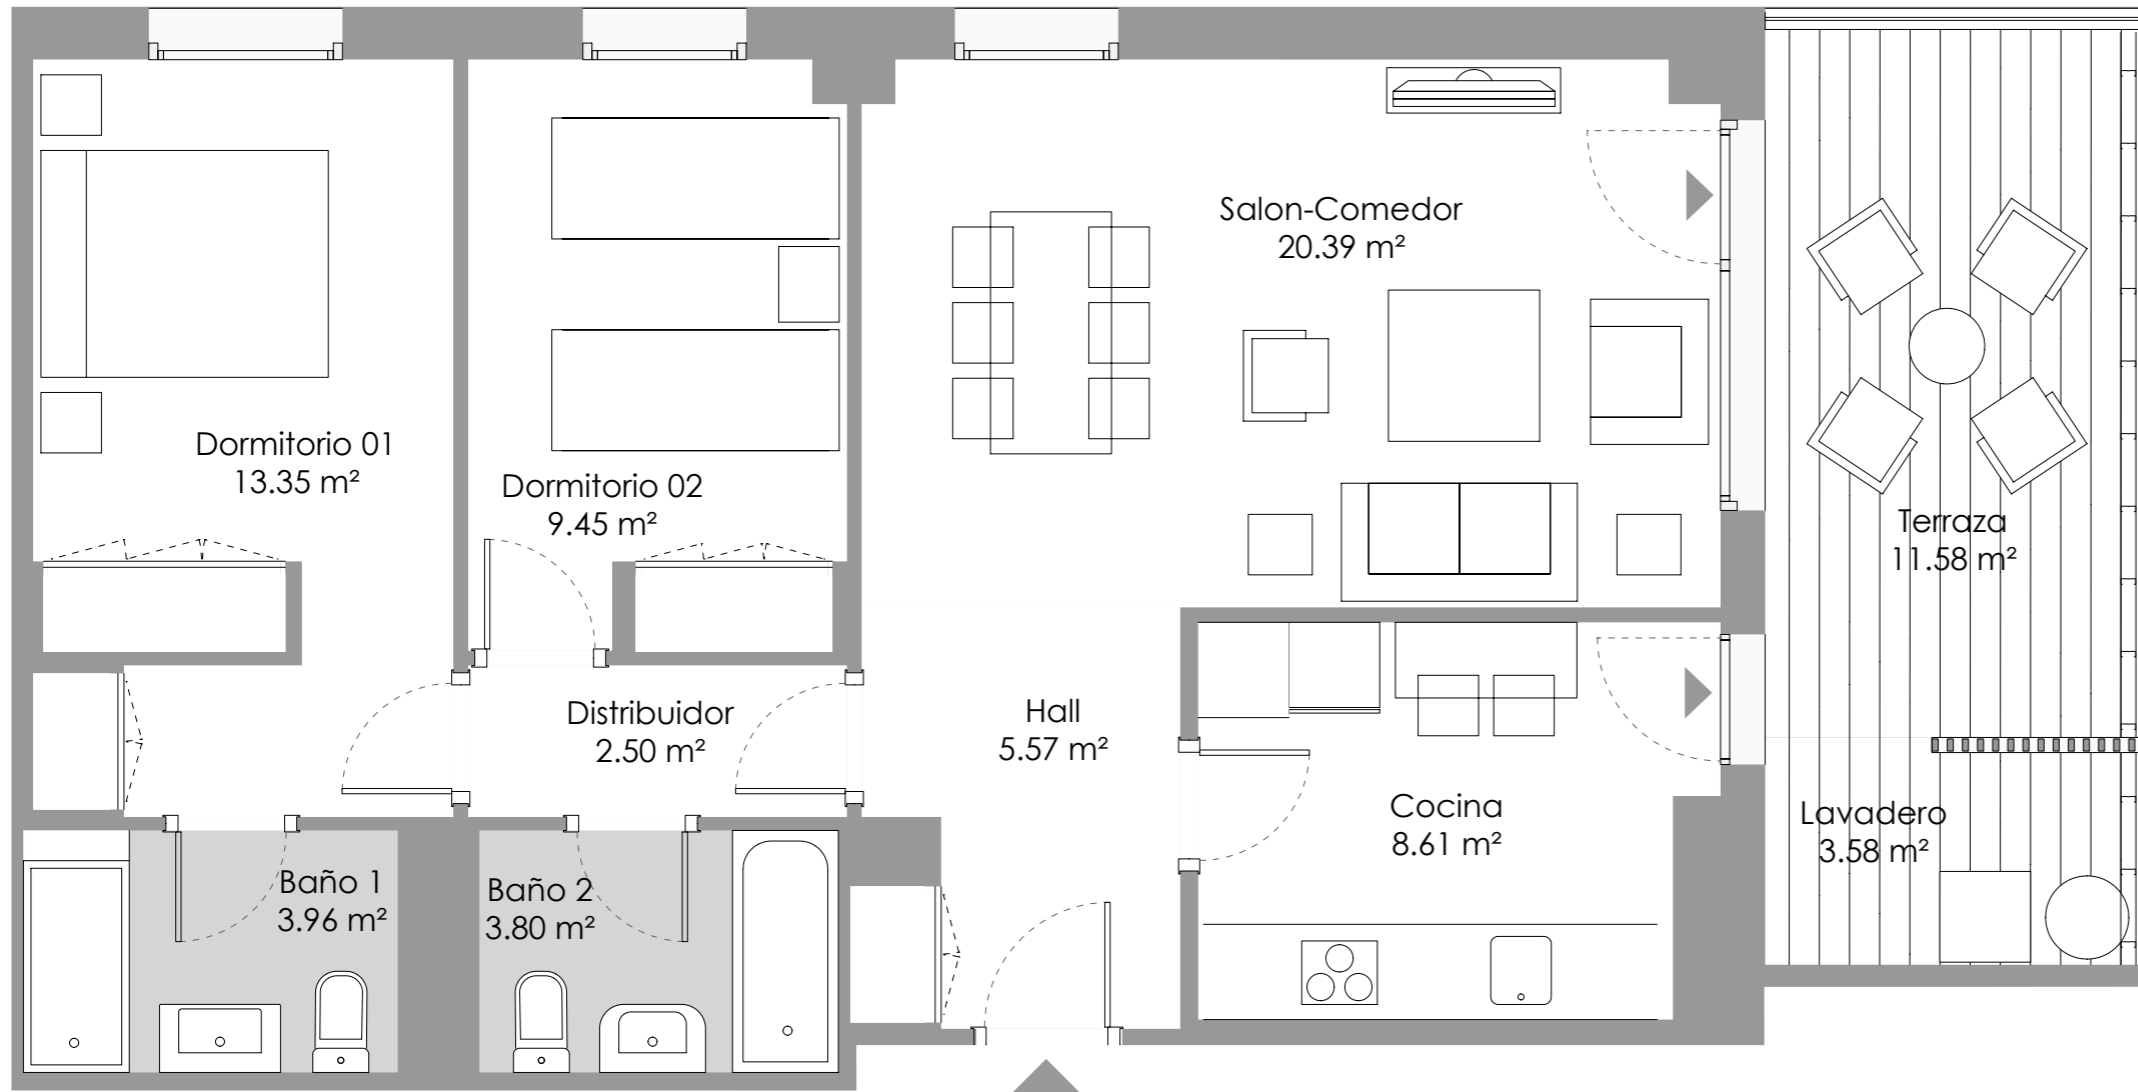 Salon-Comedor
20.39 m²
Dormitorio 01
13.35 m²
Dormitorio 02
9.45 m²
Terraza
11.58 m²
Distribuidor
2.50 m²
Hall
5.57 m²
Cocina
8.61 m²
Lavadero
3.58 m²
Baño 1
3.96 m²
Baño 2
3.80 m²